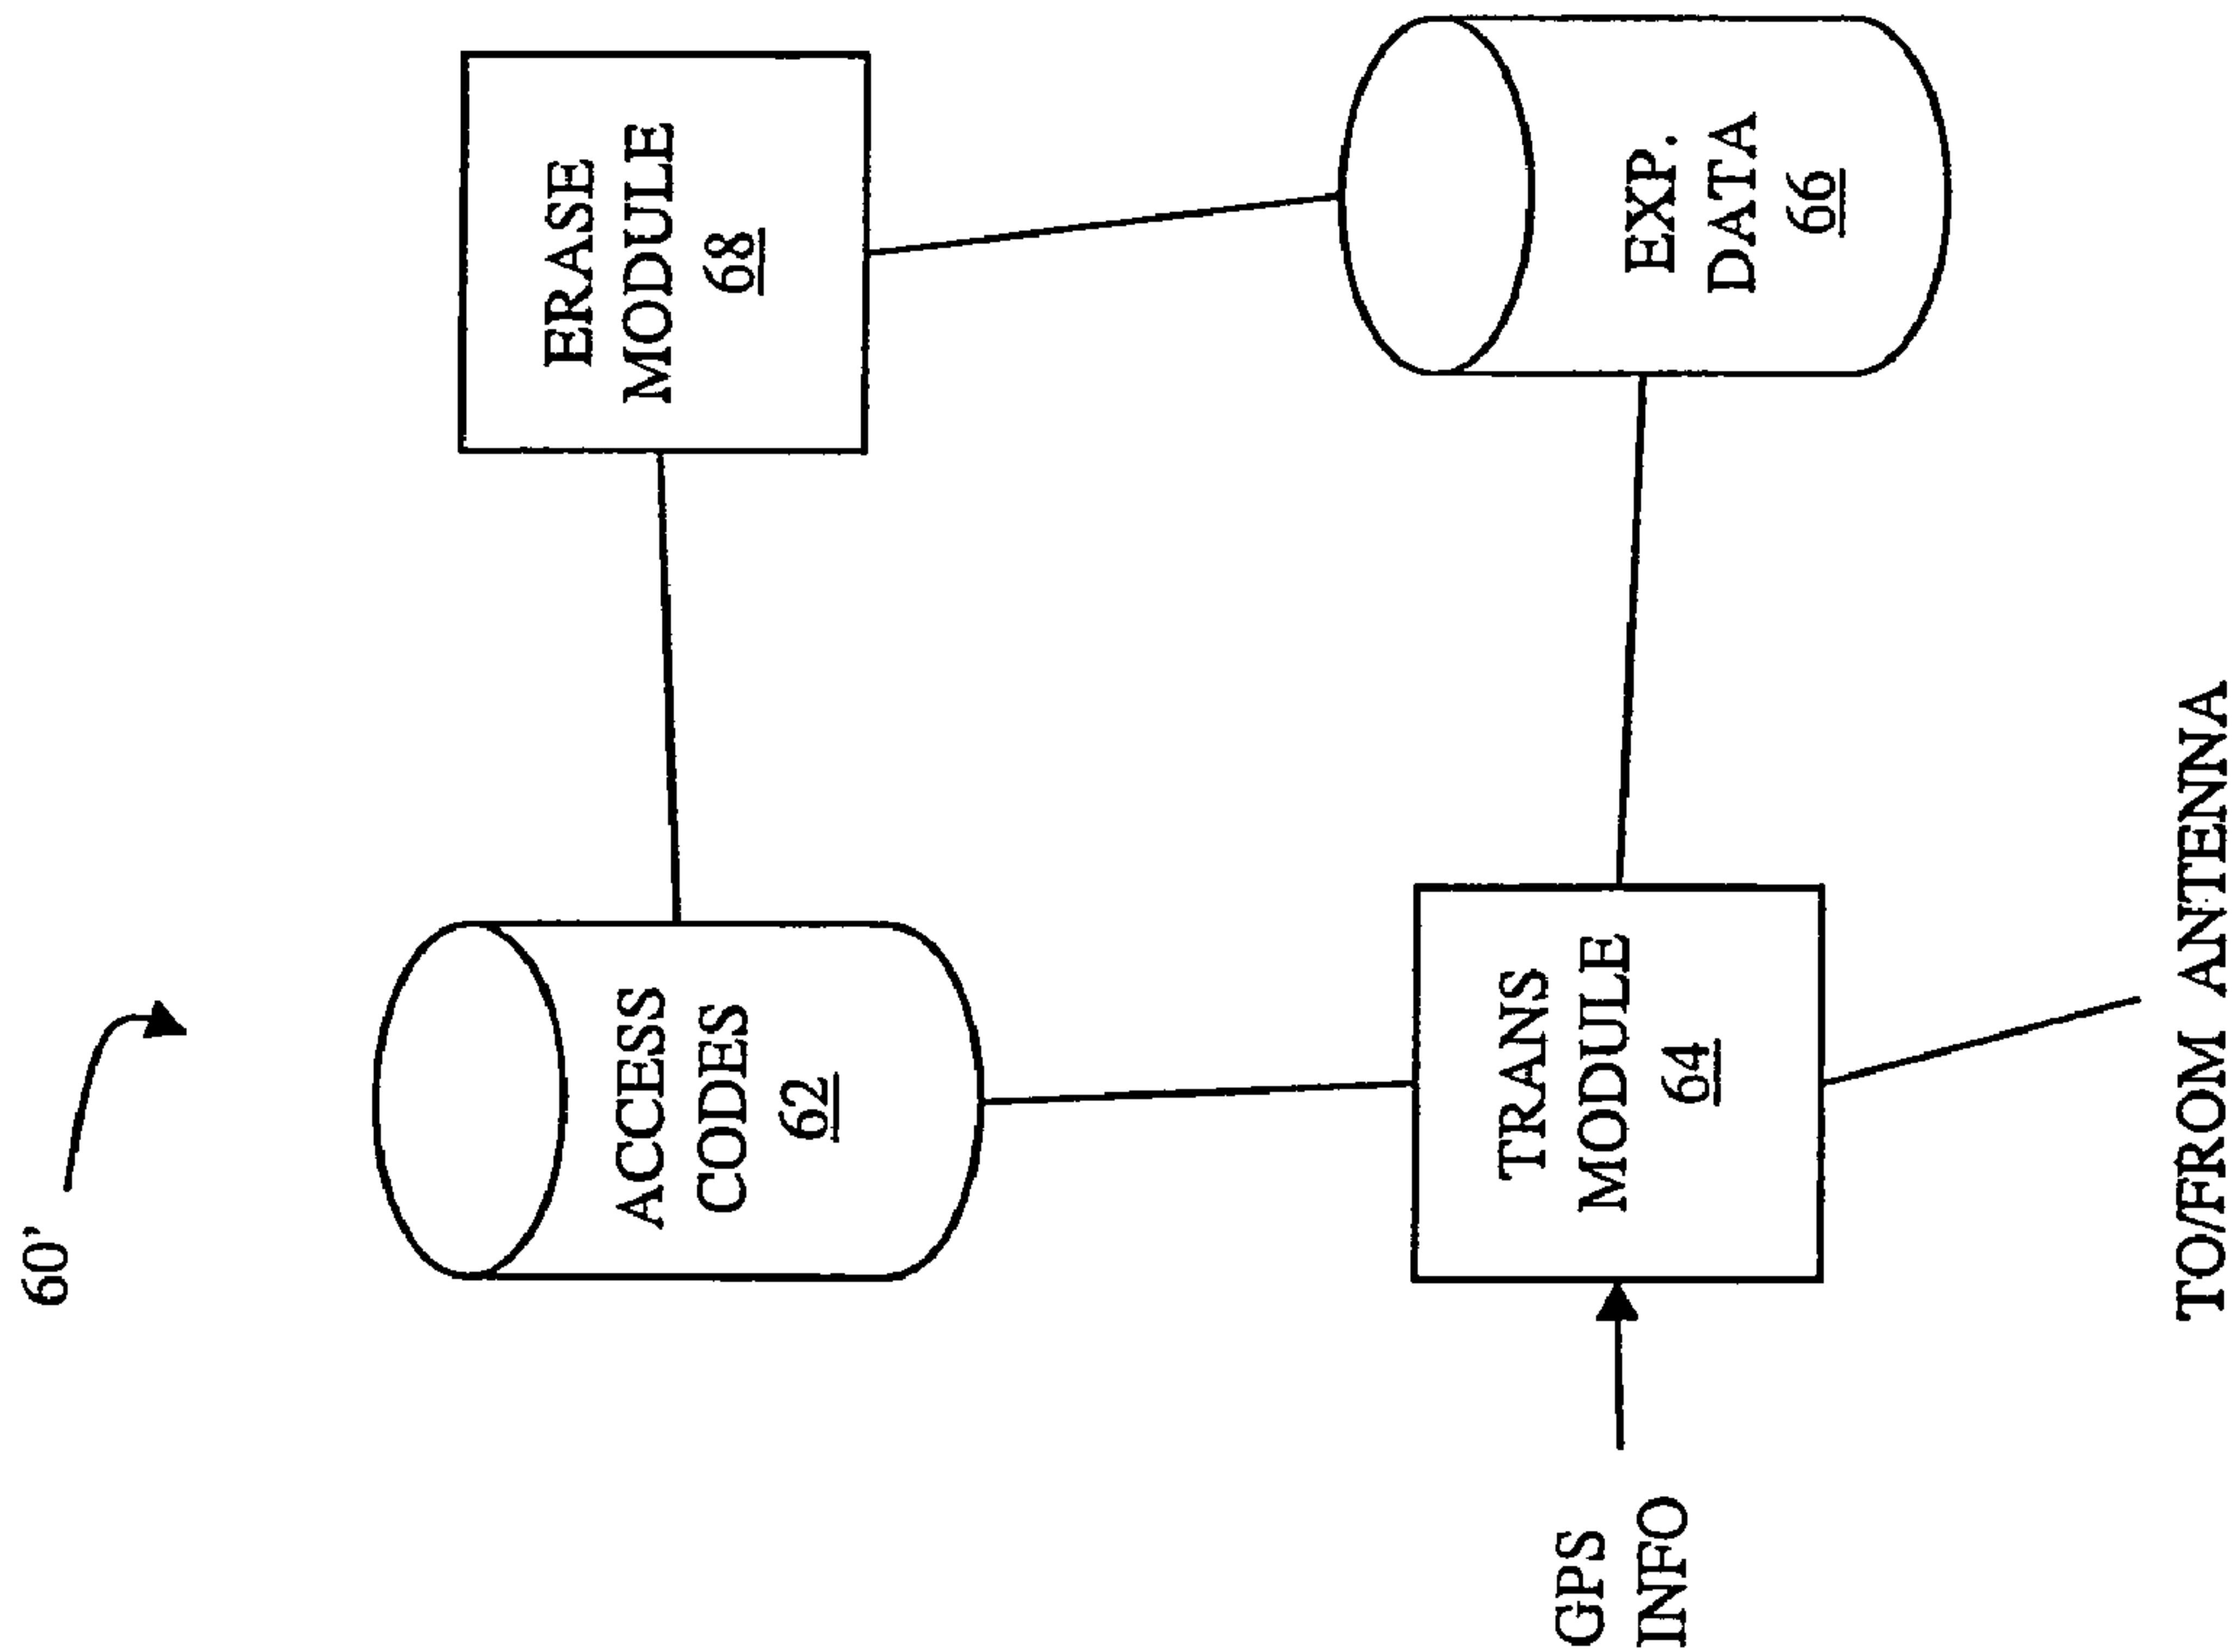 60'
ACCESS
CODES
62
ERASE
MODULE
68
GPS
INFO
TRANS
MODULE
64
EXP.
DATA
66
TO/FROM ANTENNA